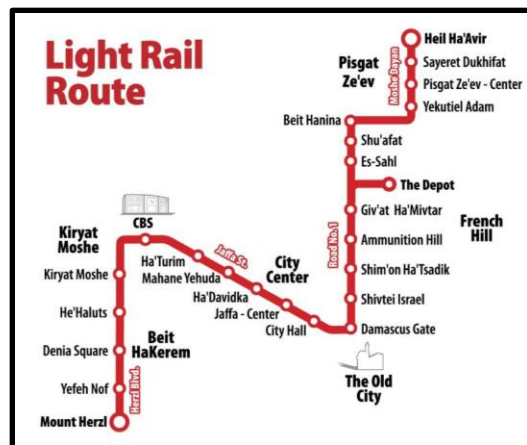 Light Rail
Route
Heil Ha'Avir
Pisgat
Ze'ev
Moshe Dayan
Sayeret Dukhifat
Pisgat Ze'ev - Center
Yekutiel Adam
Beit Hanina
Shu'afat
Es-Sahl
The Depot
Giv'at Ha'Mivtar
French
Hill
Road No. 1
Ammunition Hill
Shim'on Ha'Tsadik
Shivtei Israel
Damascus Gate
The Old
City
City
Center
Jaffa St.
CBS
Ha'Turim
Mahane Yehuda
Ha'Davidka
Jaffa - Center
City Hall
Kiryat
Moshe
Kiryat Moshe
He'Haluts
Beit
HaKerem
Denia Square
Yefeh Nof
Herzl Blvd.
Mount Herzl